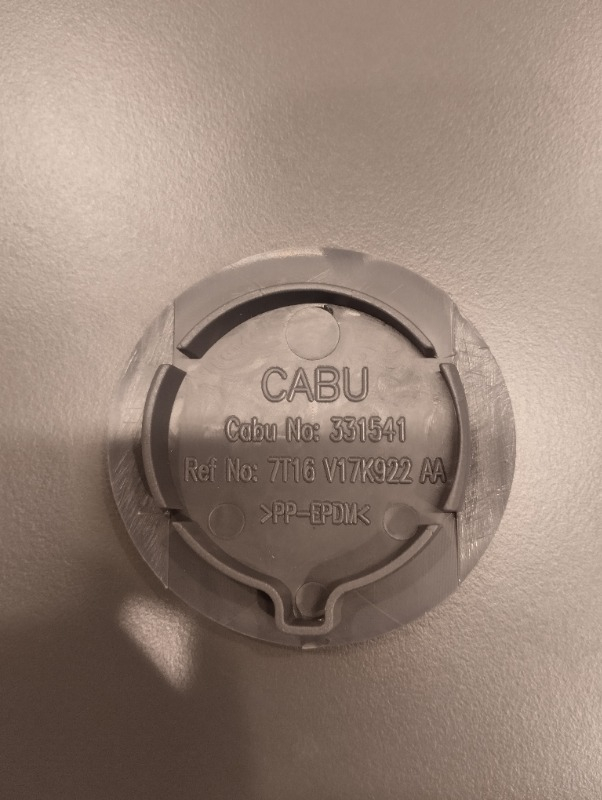 CABU
Cabu No: 331541
Ref No: 7T16 V17K922 AA
>PP-EPDM<